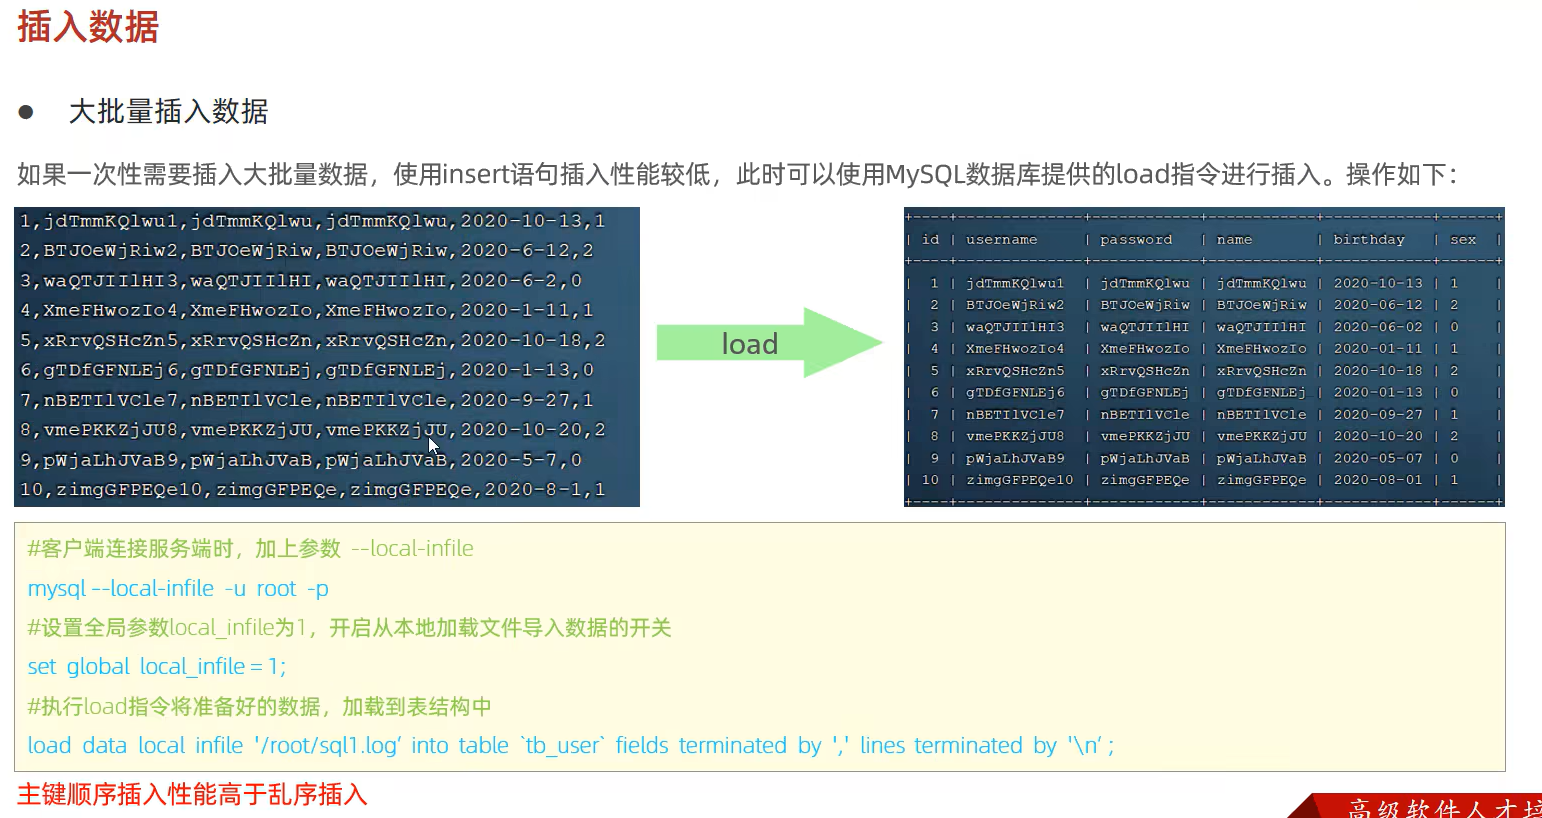 插入数据
● 大批量插入数据
如果一次性需要插入大批量数据，使用insert语句插入性能较低，此时可以使用MySQL数据库提供的load指令进行插入。操作如下：
1,jdTmmKQlwu1,jdTmmKQlwu,jdTmmKQlwu,2020-10-13,1
2,BTJOeWjRiw2,BTJOeWjRiw,BTJOeWjRiw,2020-6-12,2
3,waQTJIIlHI3,waQTJIIlHI,waQTJIIlHI,2020-6-2,0
4,XmeFHwozIo4,XmeFHwozIo,XmeFHwozIo,2020-1-11,1
5,xRrvQSHcZn5,xRrvQSHcZn,xRrvQSHcZn,2020-10-18,2
6,gTDfGFNLEj6,gTDfGFNLEj,gTDfGFNLEj,2020-1-13,0
7,nBETIlVCle7,nBETIlVCle,nBETIlVCle,2020-9-27,1
8,vmePKKZjJU8,vmePKKZjJU,vmePKKZjJU,2020-10-20,2
9,pWjaLhJVaB9,pWjaLhJVaB,pWjaLhJVaB,2020-5-7,0
10,zimgGFPEQe10,zimgGFPEQe,zimgGFPEQe,2020-8-1,1
load
| id | username | password | name | birthday | sex |
| 1 | jdTmmKQlwu1 | jdTmmKQlwu | jdTmmKQlwu | 2020-10-13 | 1 |
| 2 | BTJOeWjRiw2 | BTJOeWjRiw | BTJOeWjRiw | 2020-06-12 | 2 |
| 3 | waQTJIIlHI3 | waQTJIIlHI | waQTJIIlHI | 2020-06-02 | 0 |
| 4 | XmeFHwozIo4 | XmeFHwozIo | XmeFHwozIo | 2020-01-11 | 1 |
| 5 | xRrvQSHcZn5 | xRrvQSHcZn | xRrvQSHcZn | 2020-10-18 | 2 |
| 6 | gTDfGFNLEj6 | gTDfGFNLEj | gTDfGFNLEj | 2020-01-13 | 0 |
| 7 | nBETIlVCle7 | nBETIlVCle | nBETIlVCle | 2020-09-27 | 1 |
| 8 | vmePKKZjJU8 | vmePKKZjJU | vmePKKZjJU | 2020-10-20 | 2 |
| 9 | pWjaLhJVaB9 | pWjaLhJVaB | pWjaLhJVaB | 2020-05-07 | 0 |
| 10 | zimgGFPEQe10 | zimgGFPEQe | zimgGFPEQe | 2020-08-01 | 1 |
#客户端连接服务端时，加上参数 --local-infile
mysql --local-infile -u root -p
#设置全局参数local_infile为1，开启从本地加载文件导入数据的开关
set global local_infile = 1;
#执行load指令将准备好的数据，加载到表结构中
load data local infile '/root/sql1.log' into table `tb_user` fields terminated by ',' lines terminated by '\n' ;
主键顺序插入性能高于乱序插入
高级软件人才培